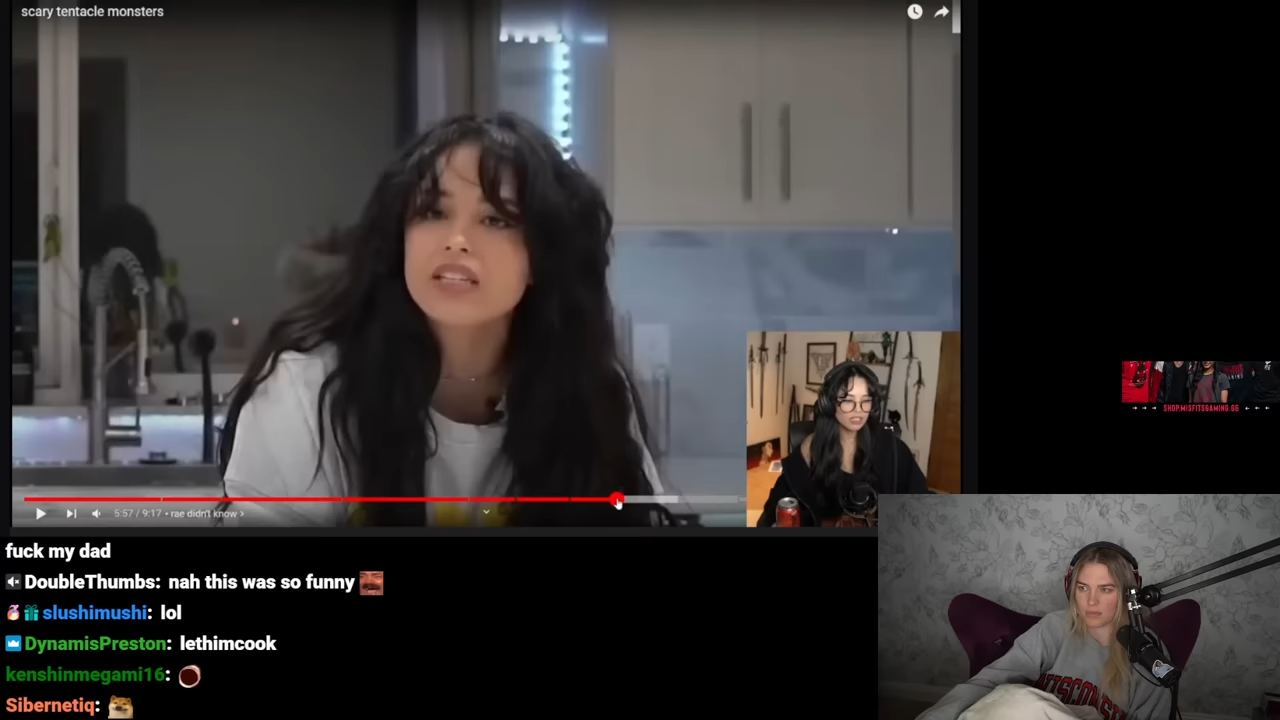 scary tentacle monsters
5:57 / 9:17 • rae didn't know >
SHOP.MISFITSGAMING.GG
fuck my dad
DoubleThumbs: nah this was so funny
slushimushi: lol
DynamisPreston: lethimcook
kenshinmegami16:
Sibernetiq: